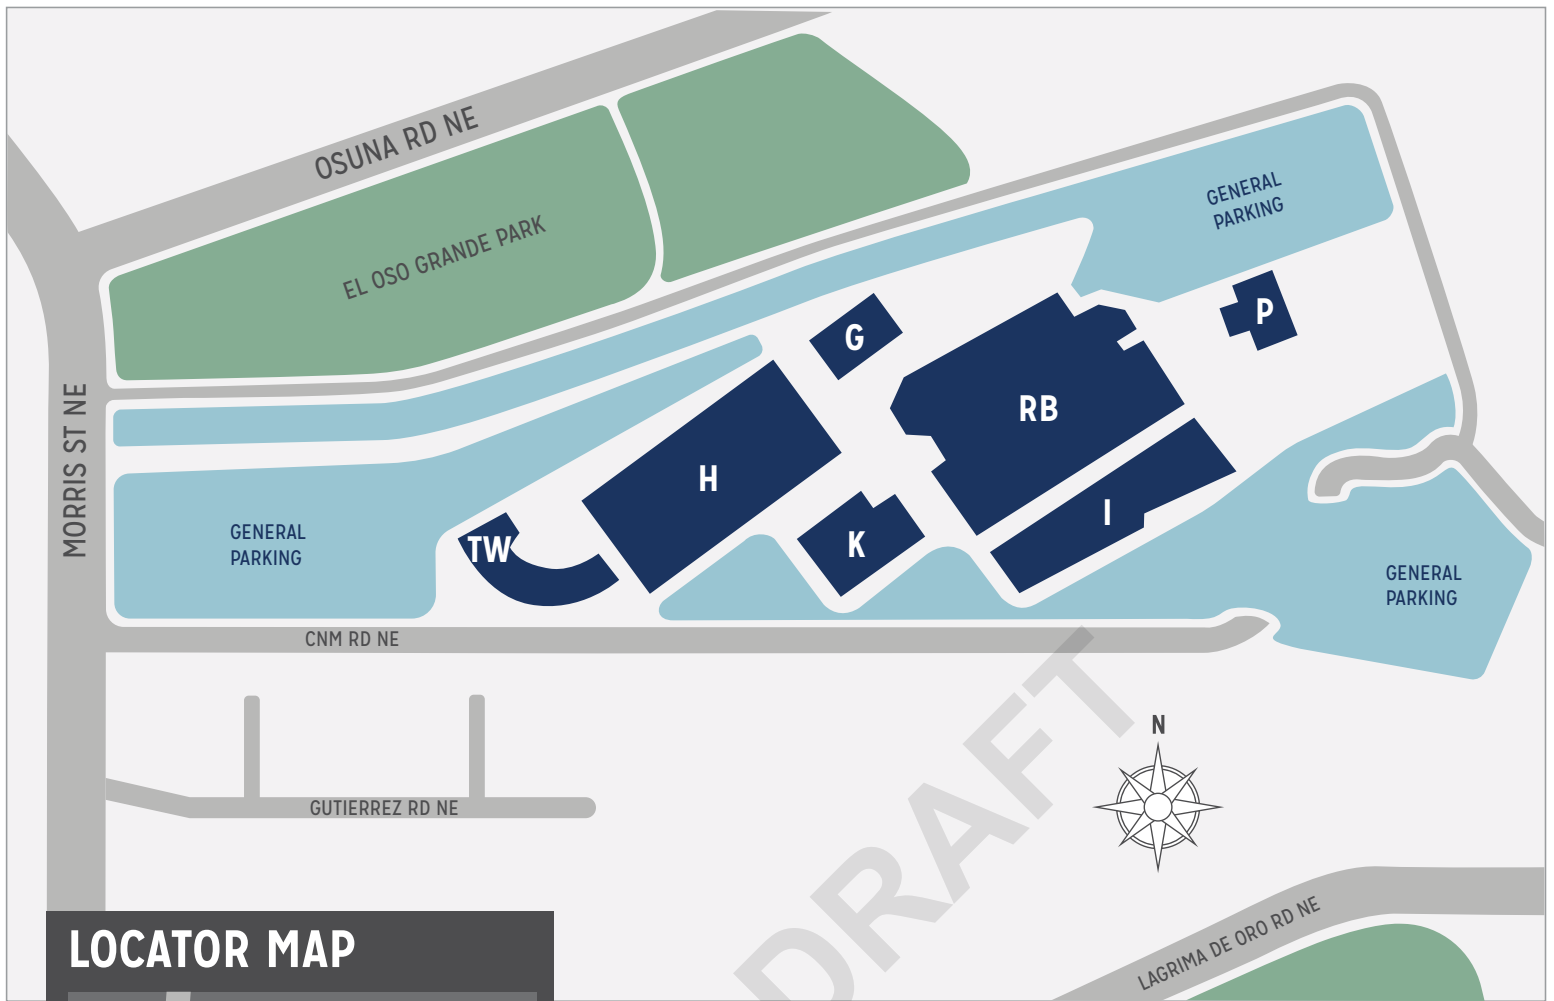 OSUNA RD NE
EL OSO GRANDE PARK
GENERAL
PARKING
P
G
RB
MORRIS ST NE
H
I
K
TW
GENERAL
PARKING
GENERAL
PARKING
CNM RD NE
N
GUTIERREZ RD NE
DRAFT
LAGRIMA DE ORO RD NE
LOCATOR MAP